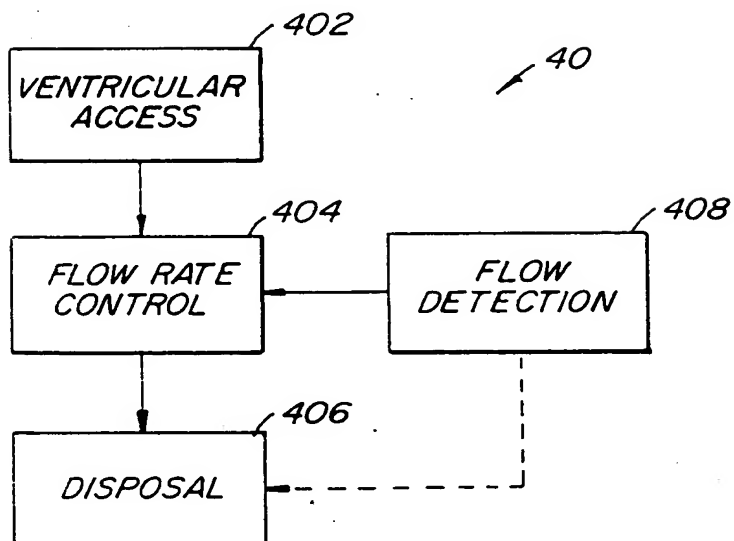 402
VENTRICULAR
ACCESS
40
404
FLOW RATE
CONTROL
408
FLOW
DETECTION
406
DISPOSAL